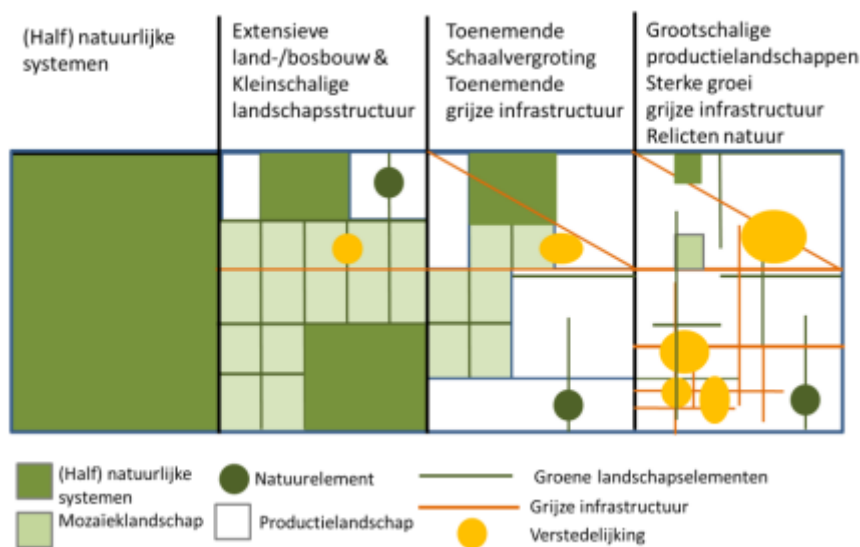 (Half) natuurlijke
systemen
Extensieve
land-/bosbouw &
Kleinschalige
landschapsstructuur
Toenemende
Schaalvergroting
Toenemende
grijze infrastructuur
Grootschalige
productielandschappen
Sterke groei
grijze infrastructuur
Relicten natuur
(Half) natuurlijke
systemen
Mozaïeklandschap
Natuurelement
Productielandschap
Groene landschapselementen
Grijze infrastructuur
Verstedelijking